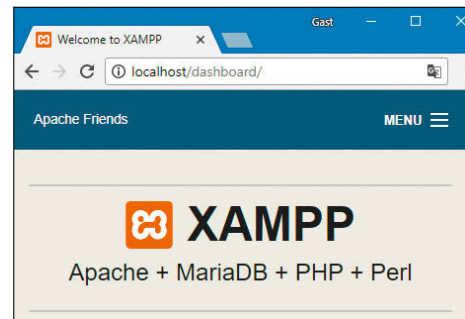 Gast
Welcome to XAMPP
localhost/dashboard/
Apache Friends MENU
XAMPP
Apache + MariaDB + PHP + Perl